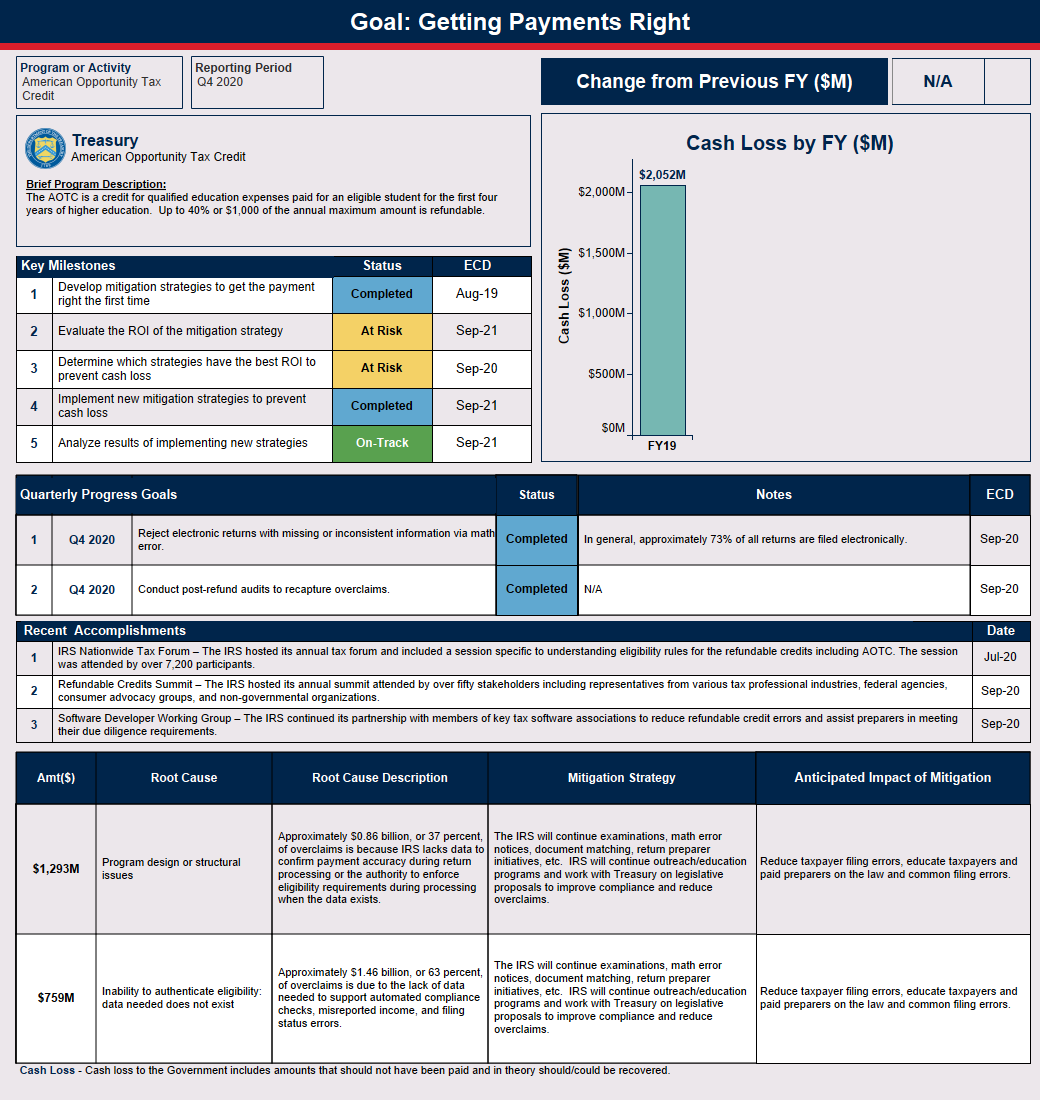 Goal: Getting Payments Right
Program or Activity
American Opportunity Tax
Credit
Reporting Period
Q4 2020
Change from Previous FY ($M)
N/A
Treasury
American Opportunity Tax Credit
Brief Program Description:
The AOTC is a credit for qualified education expenses paid for an eligible student for the first four
years of higher education.  Up to 40% or $1,000 of the annual maximum amount is refundable.
Cash Loss by FY ($M)
$2,052M
$2,000M
$1,500M
$1,000M
$500M
$0M
Cash Loss ($M)
FY19
Key Milestones Status ECD
1 Develop mitigation strategies to get the payment
right the first time Completed Aug-19
2 Evaluate the ROI of the mitigation strategy At Risk Sep-21
3 Determine which strategies have the best ROI to
prevent cash loss At Risk Sep-20
4 Implement new mitigation strategies to prevent
cash loss Completed Sep-21
5 Analyze results of implementing new strategies On-Track Sep-21
Quarterly Progress Goals Status Notes ECD
1 Q4 2020 Reject electronic returns with missing or inconsistent information via math
error. Completed In general, approximately 73% of all returns are filed electronically. Sep-20
2 Q4 2020 Conduct post-refund audits to recapture overclaims. Completed N/A Sep-20
Recent  Accomplishments Date
1 IRS Nationwide Tax Forum – The IRS hosted its annual tax forum and included a session specific to understanding eligibility rules for the refundable credits including AOTC. The session
was attended by over 7,200 participants. Jul-20
2 Refundable Credits Summit – The IRS hosted its annual summit attended by over fifty stakeholders including representatives from various tax professional industries, federal agencies,
consumer advocacy groups, and non-governmental organizations. Sep-20
3 Software Developer Working Group – The IRS continued its partnership with members of key tax software associations to reduce refundable credit errors and assist preparers in meeting
their due diligence requirements. Sep-20
Amt($) Root Cause Root Cause Description Mitigation Strategy Anticipated Impact of Mitigation
$1,293M
Program design or structural
issues
Approximately $0.86 billion, or 37 percent,
of overclaims is because IRS lacks data to
confirm payment accuracy during return
processing or the authority to enforce
eligibility requirements during processing
when the data exists.
The IRS will continue examinations, math error
notices, document matching, return preparer
initiatives, etc.  IRS will continue outreach/education
programs and work with Treasury on legislative
proposals to improve compliance and reduce
overclaims.
Reduce taxpayer filing errors, educate taxpayers and
paid preparers on the law and common filing errors.
$759M
Inability to authenticate eligibility:
data needed does not exist
Approximately $1.46 billion, or 63 percent,
of overclaims is due to the lack of data
needed to support automated compliance
checks, misreported income, and filing
status errors.
The IRS will continue examinations, math error
notices, document matching, return preparer
initiatives, etc.  IRS will continue outreach/education
programs and work with Treasury on legislative
proposals to improve compliance and reduce
overclaims.
Reduce taxpayer filing errors, educate taxpayers and
paid preparers on the law and common filing errors.
Cash Loss - Cash loss to the Government includes amounts that should not have been paid and in theory should/could be recovered.